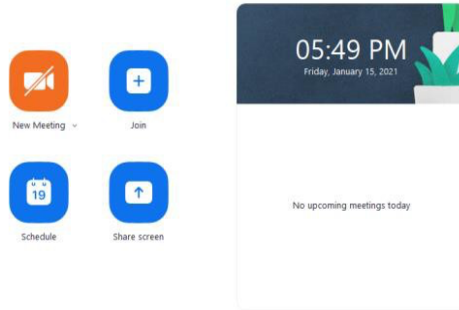 New Meeting
Join
19
Schedule
Share screen
05:49 PM
Friday, January 15, 2021
No upcoming meetings today